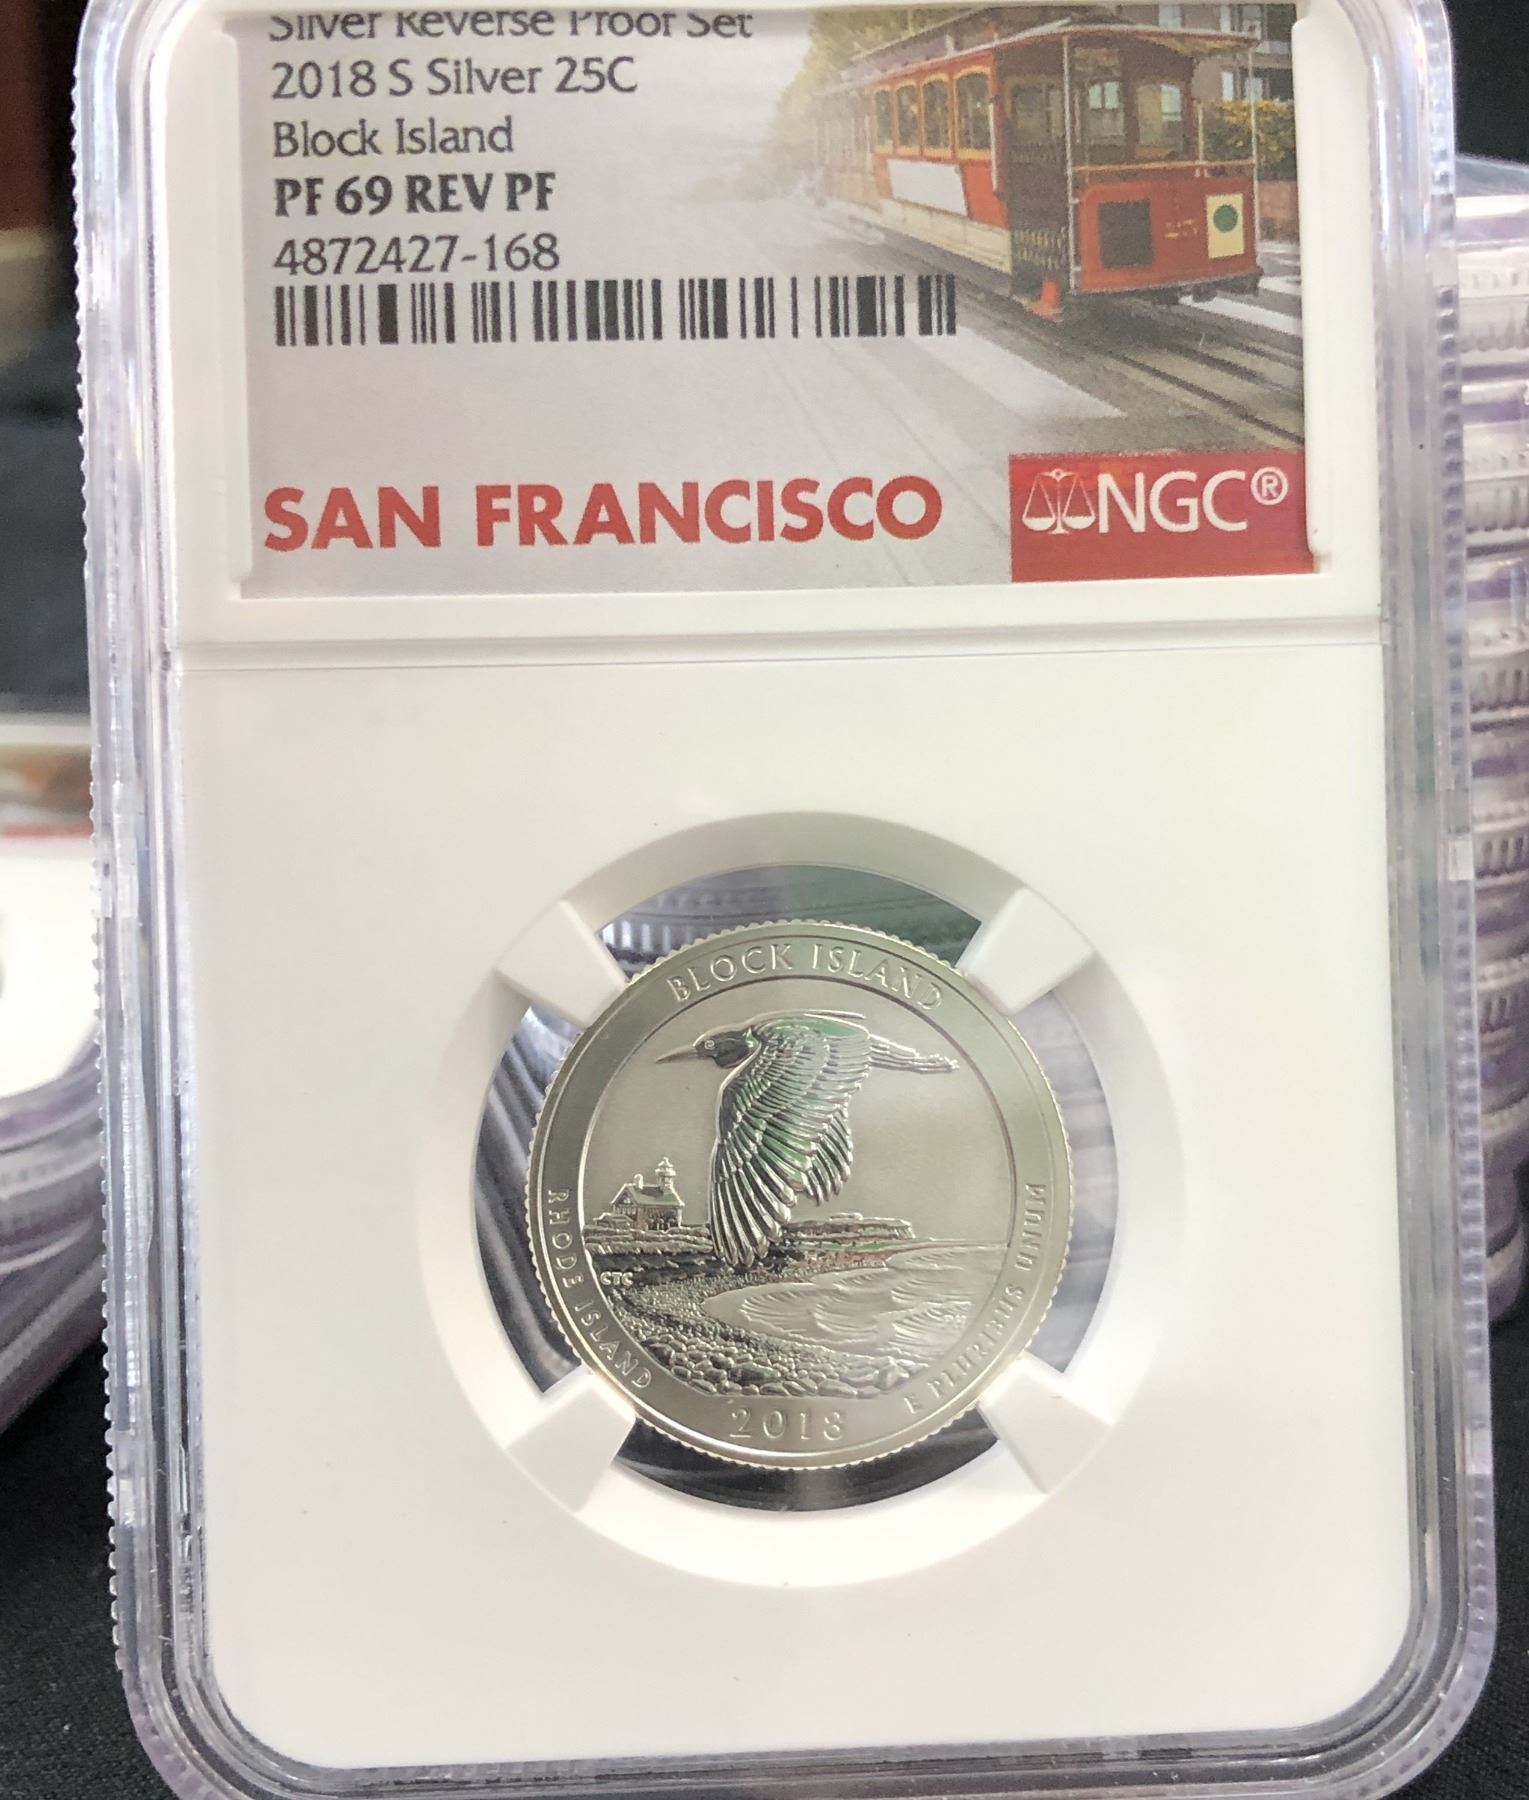 Silver Reverse Proof Set
2018 S Silver 25C
Block Island
PF 69 REV PF
4872427-168
SAN FRANCISCO
NGC®
BLOCK ISLAND
RHODE ISLAND
CTC
PH
E PLURIBUS UNUM
2018